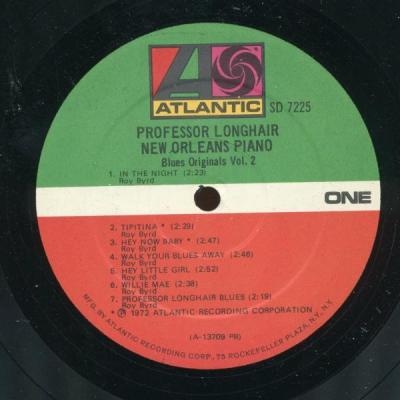 ATLANTIC
SD 7225
PROFESSOR LONGHAIR
NEW ORLEANS PIANO
Blues Originals Vol. 2
1. IN THE NIGHT (2:23)
Roy Byrd
ONE
2. TIPITINA * (2:29)
Roy Byrd
3. HEY NOW BABY * (2:47)
Roy Byrd
4. WALK YOUR BLUES AWAY (2:46)
Roy Byrd
5. HEY LITTLE GIRL (2:52)
Roy Byrd
6. WILLIE MAE (2:38)
Roy Byrd
7. PROFESSOR LONGHAIR BLUES (2:19)
Roy Byrd
* ℗ 1972 ATLANTIC RECORDING CORPORATION
(A-13709 PR)
MFG. BY ATLANTIC RECORDING CORP., 75 ROCKEFELLER PLAZA, N.Y., N.Y.